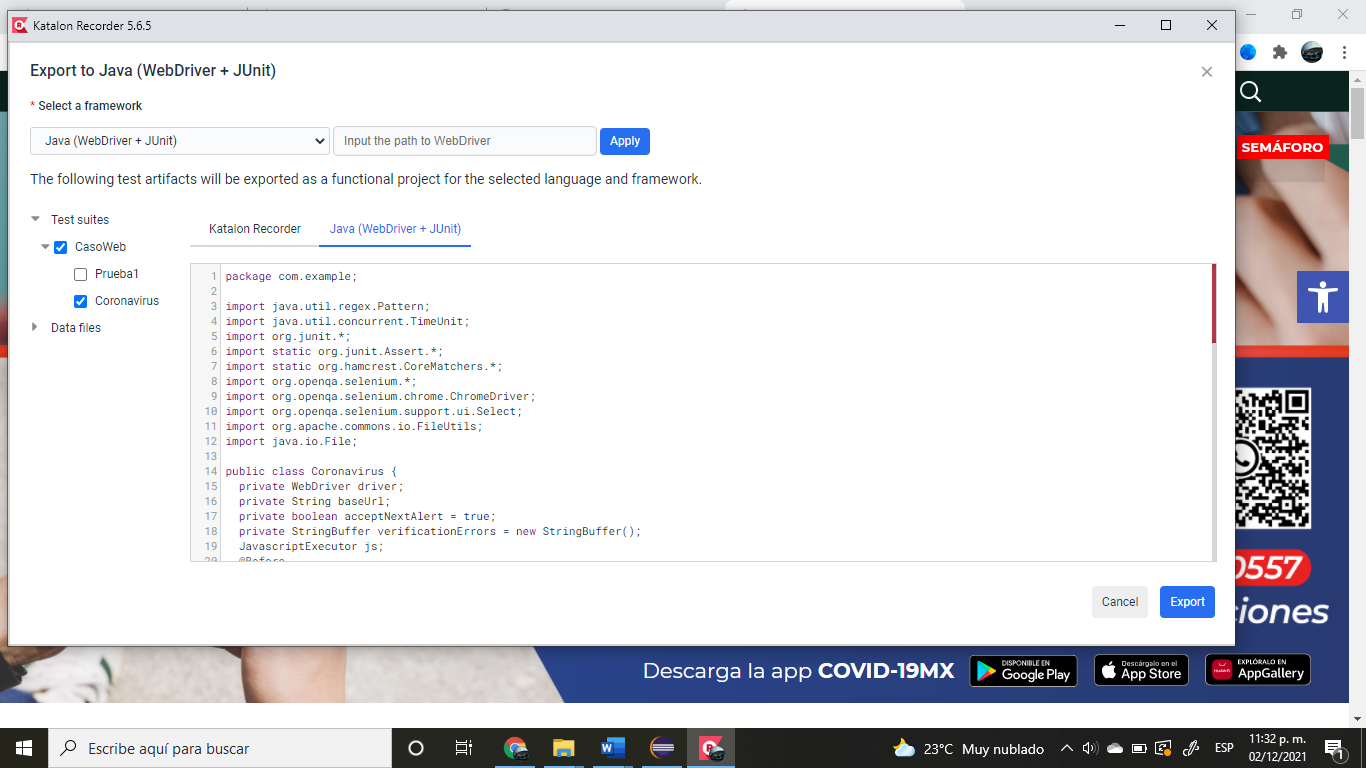 Katalon Recorder 5.6.5
Export to Java (WebDriver + JUnit)
* Select a framework
Java (WebDriver + JUnit)
Input the path to WebDriver
Apply
The following test artifacts will be exported as a functional project for the selected language and framework.
Test suites
CasoWeb
Prueba1
Coronavirus
Data files
Katalon Recorder
Java (WebDriver + JUnit)
1 package com.example;
2
3 import java.util.regex.Pattern;
4 import java.util.concurrent.TimeUnit;
5 import org.junit.*;
6 import static org.junit.Assert.*;
7 import static org.hamcrest.CoreMatchers.*;
8 import org.openqa.selenium.*;
9 import org.openqa.selenium.chrome.ChromeDriver;
10 import org.openqa.selenium.support.ui.Select;
11 import org.apache.commons.io.FileUtils;
12 import java.io.File;
13
14 public class Coronavirus {
15 private WebDriver driver;
16 private String baseUrl;
17 private boolean acceptNextAlert = true;
18 private StringBuffer verificationErrors = new StringBuffer();
19 JavascriptExecutor js;
20 @Before
Cancel
Export
SEMÁFORO
0557
ciones
Descarga la app COVID-19MX
DISPONIBLE EN
Google Play
Descárgalo en el
App Store
HUAWEI
EXPLÓRALO EN
AppGallery
Escribe aquí para buscar
23°C Muy nublado
ESP
11:32 p. m.
02/12/2021
1